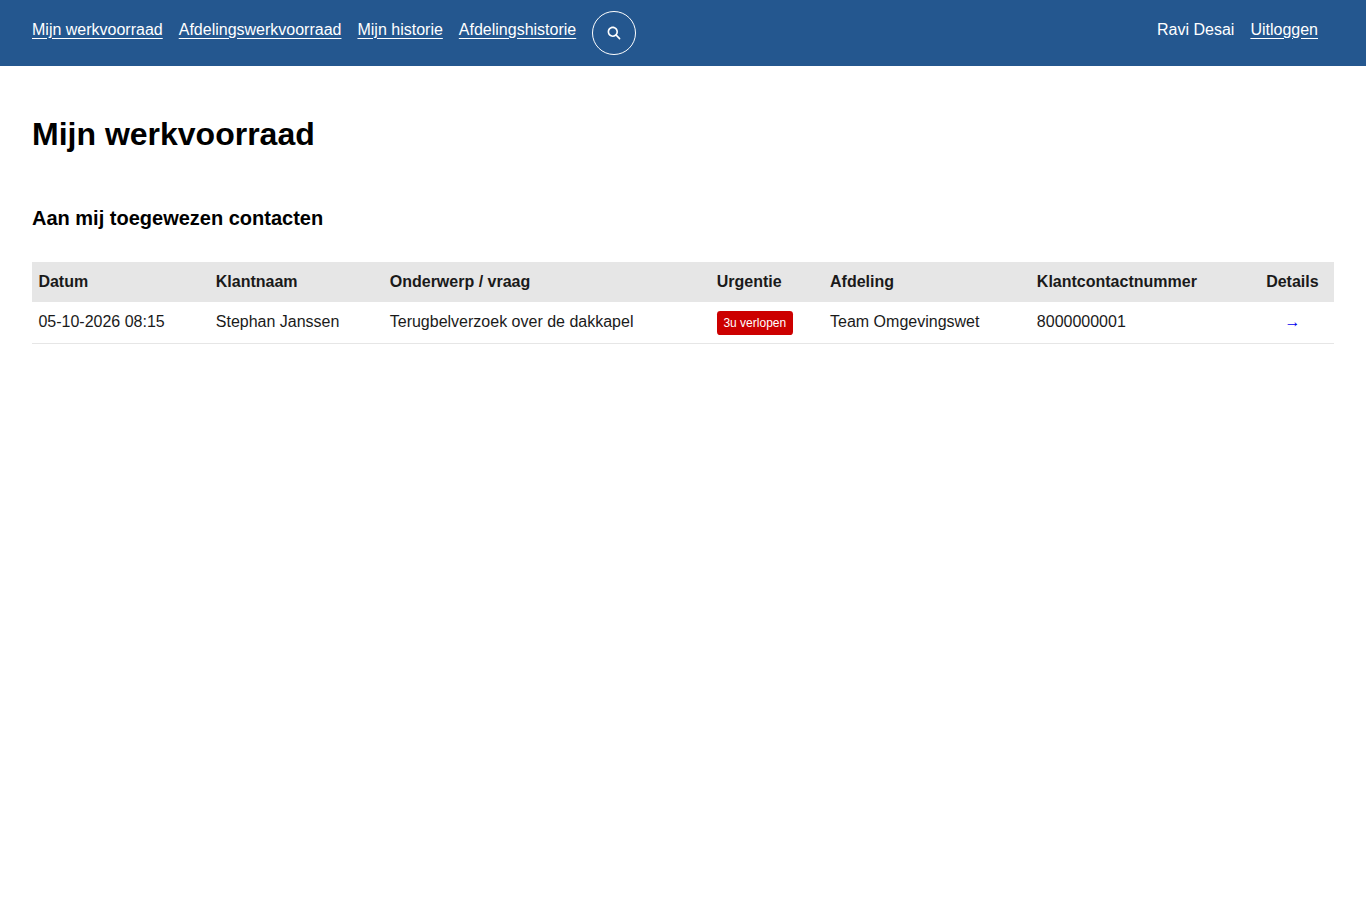 Mijn werkvoorraad Afdelingswerkvoorraad Mijn historie Afdelingshistorie Ravi Desai Uitloggen
Mijn werkvoorraad
Aan mij toegewezen contacten
Datum Klantnaam Onderwerp / vraag Urgentie Afdeling Klantcontactnummer Details
05-10-2026 08:15 Stephan Janssen Terugbelverzoek over de dakkapel 3u verlopen Team Omgevingswet 8000000001 →